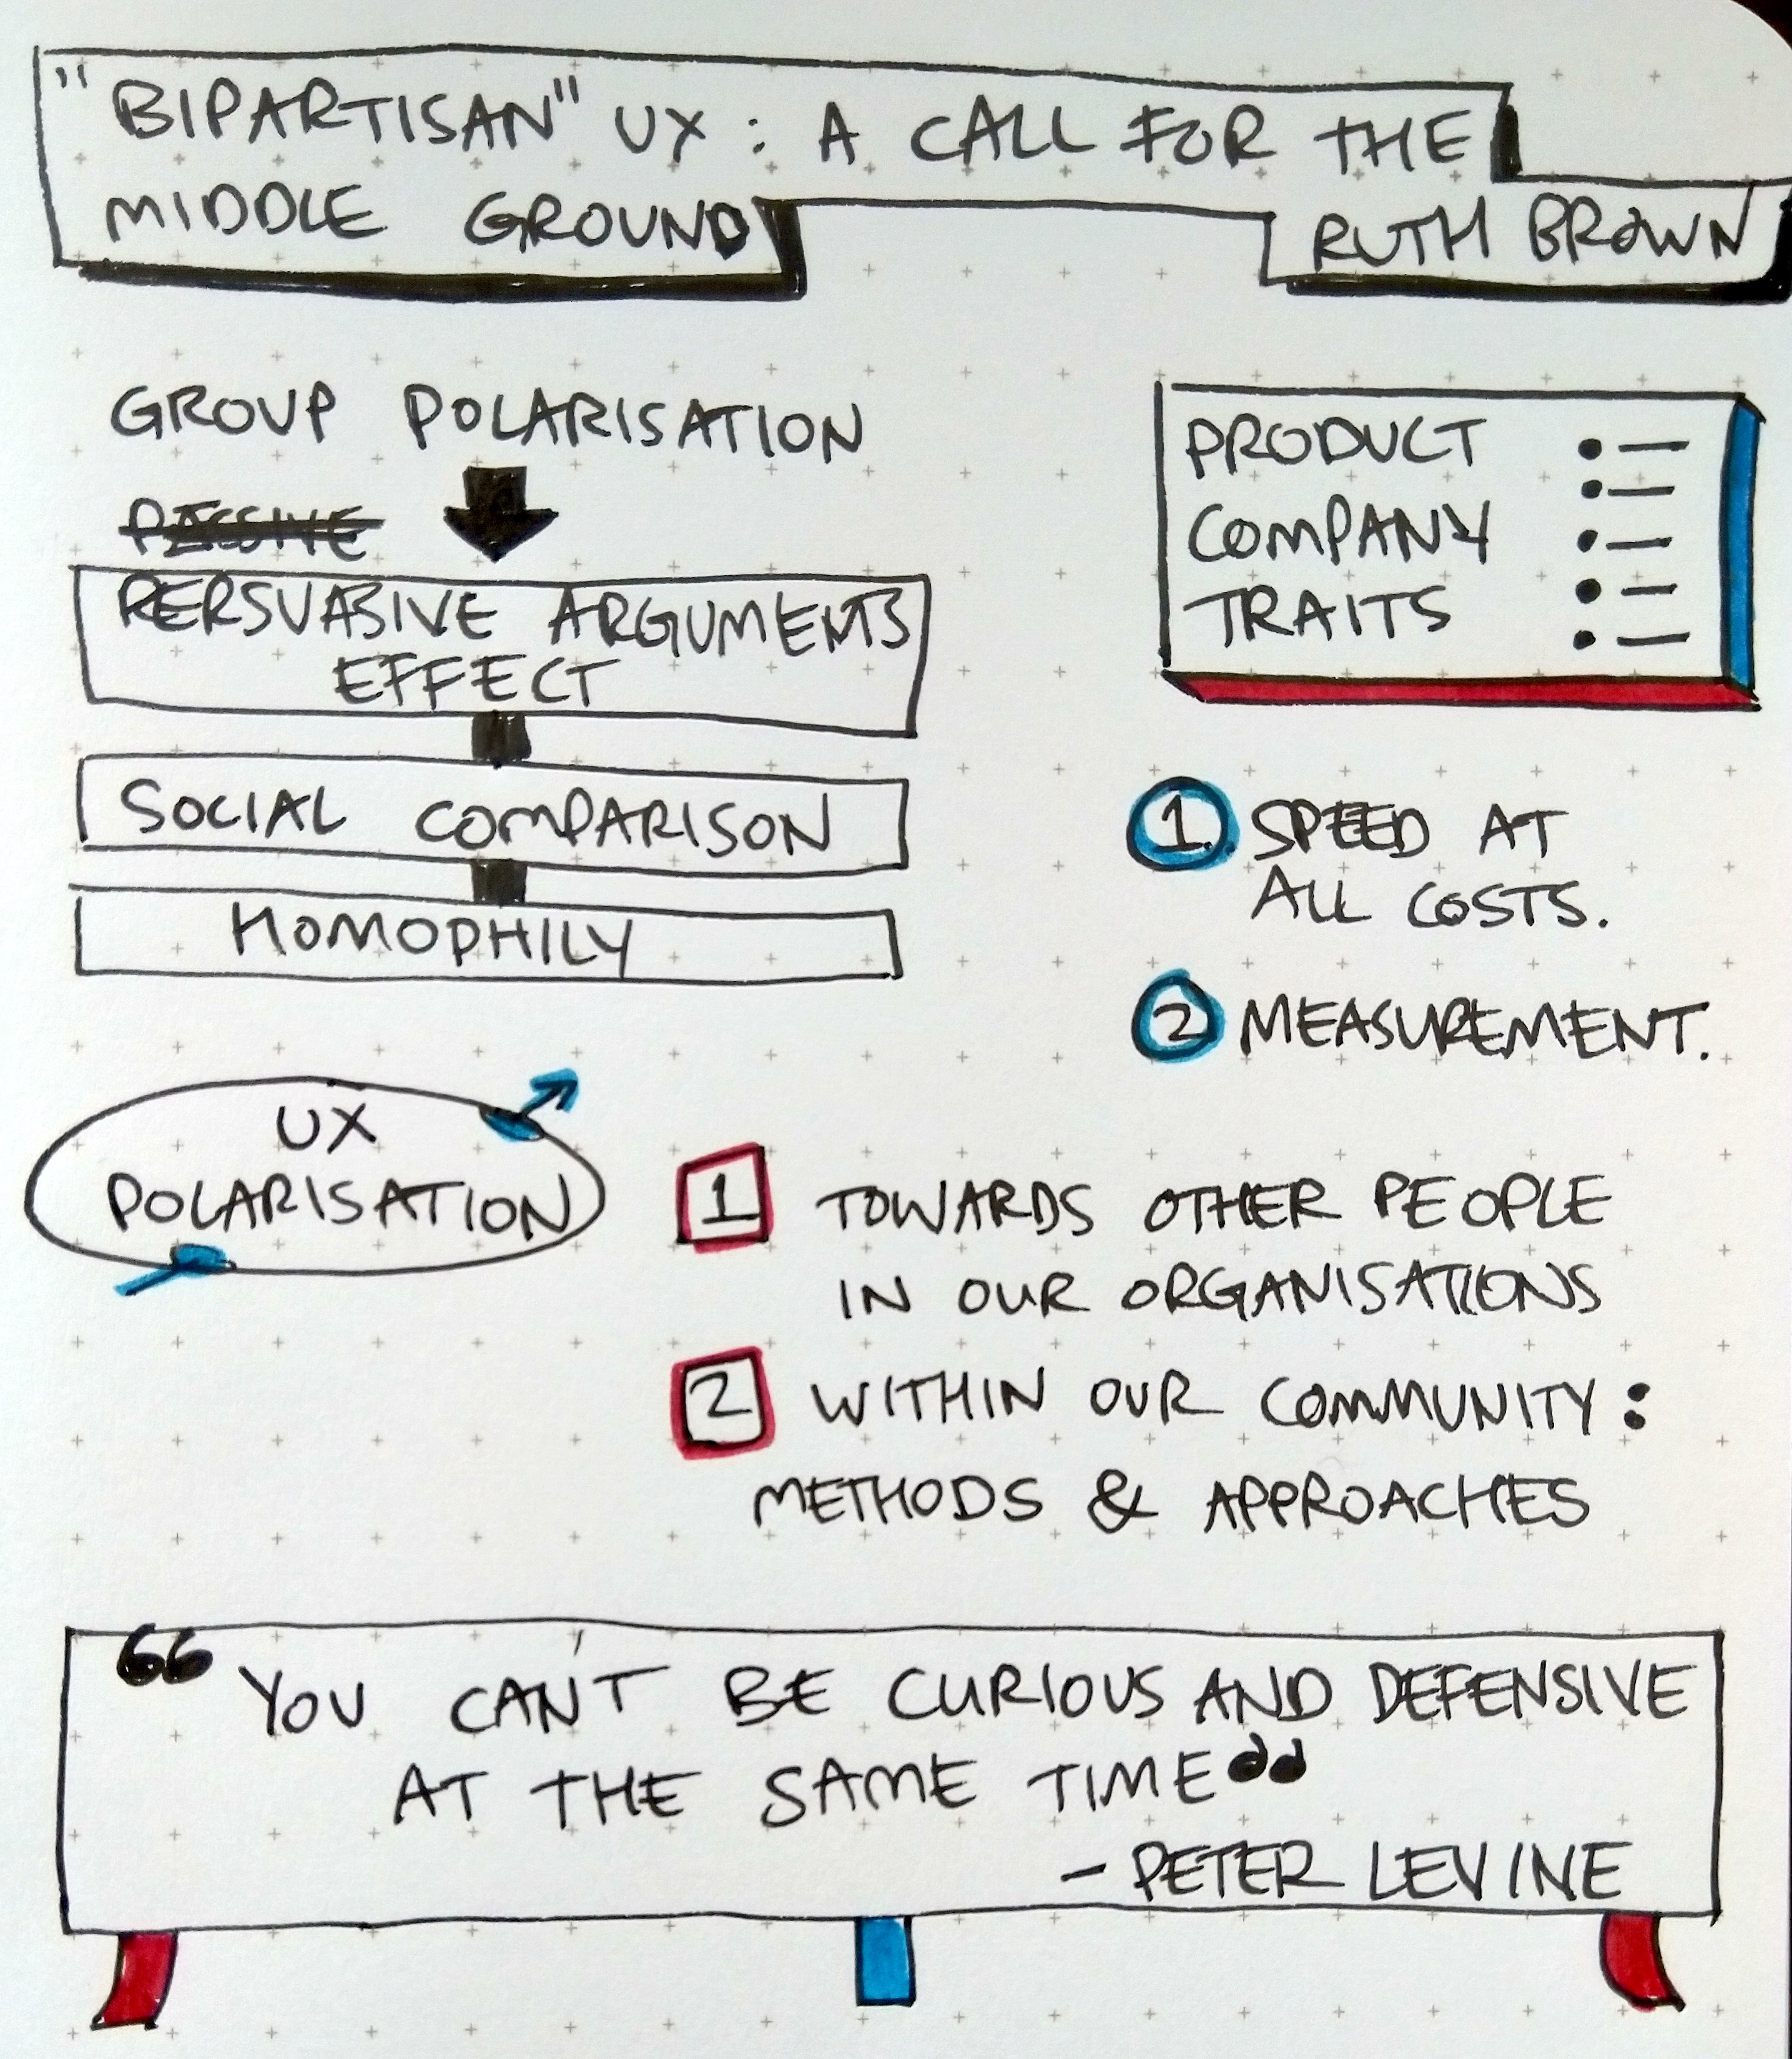 "BIPARTISAN" UX: A CALL FOR THE
MIDDLE GROUND
RUTH BROWN
GROUP POLARISATION
PASSIVE
PERSUASIVE ARGUMENTS
EFFECT
SOCIAL COMPARISON
HOMOPHILY
PRODUCT
COMPANY
TRAITS
1. SPEED AT
ALL COSTS.
2 MEASUREMENT.
UX
POLARISATION
1 TOWARDS OTHER PEOPLE
IN OUR ORGANISATIONS
2 WITHIN OUR COMMUNITY:
METHODS & APPROACHES
“YOU CAN'T BE CURIOUS AND DEFENSIVE
AT THE SAME TIME”
- PETER LEVINE